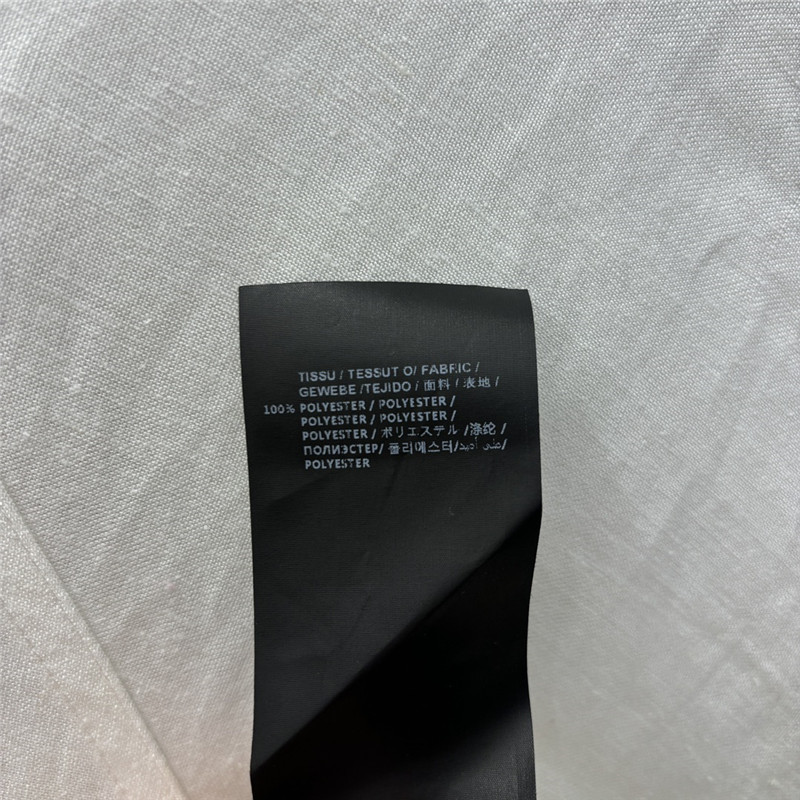 TISSU / TESSUT O/ FABRIC /
GEWEBE /TEJIDO / 面料 / 表地 /
100% POLYESTER / POLYESTER /
POLYESTER / POLYESTER /
POLYESTER / ポリエステル /涤纶 /
ПОЛИЭСТЕР/ 폴리에스터/
POLYESTER